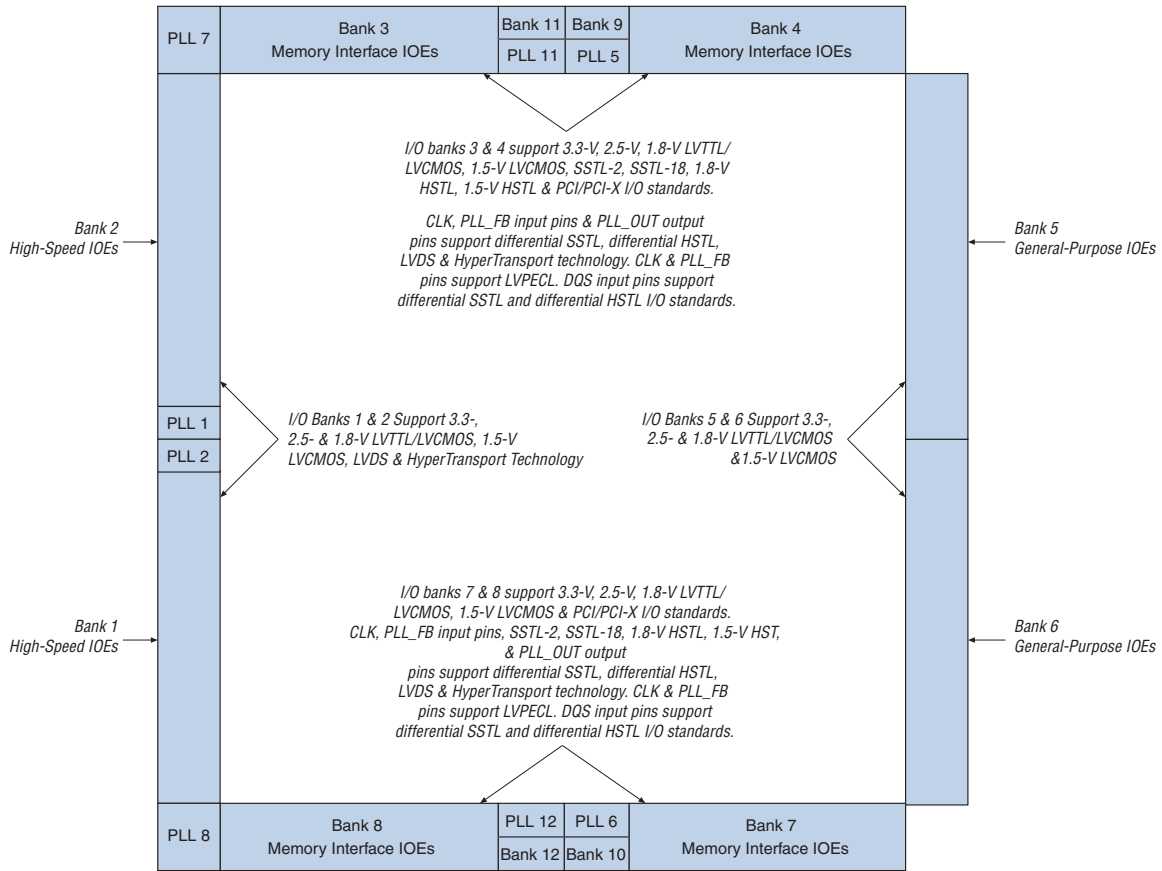 PLL 7
Bank 3
Memory Interface IOEs
Bank 11
Bank 9
PLL 11
PLL 5
Bank 4
Memory Interface IOEs
I/O banks 3 & 4 support 3.3-V, 2.5-V, 1.8-V LVTTL/
LVCMOS, 1.5-V LVCMOS, SSTL-2, SSTL-18, 1.8-V
HSTL, 1.5-V HSTL & PCI/PCI-X I/O standards.
CLK, PLL_FB input pins & PLL_OUT output
pins support differential SSTL, differential HSTL,
LVDS & HyperTransport technology. CLK & PLL_FB
pins support LVPECL. DQS input pins support
differential SSTL and differential HSTL I/O standards.
Bank 2
High-Speed IOEs
Bank 5
General-Purpose IOEs
PLL 1
PLL 2
I/O Banks 1 & 2 Support 3.3-,
2.5- & 1.8-V LVTTL/LVCMOS, 1.5-V
LVCMOS, LVDS & HyperTransport Technology
I/O Banks 5 & 6 Support 3.3-,
2.5- & 1.8-V LVTTL/LVCMOS
&1.5-V LVCMOS
Bank 1
High-Speed IOEs
Bank 6
General-Purpose IOEs
I/O banks 7 & 8 support 3.3-V, 2.5-V, 1.8-V LVTTL/
LVCMOS, 1.5-V LVCMOS & PCI/PCI-X I/O standards.
CLK, PLL_FB input pins, SSTL-2, SSTL-18, 1.8-V HSTL, 1.5-V HST,
& PLL_OUT output
pins support differential SSTL, differential HSTL,
LVDS & HyperTransport technology. CLK & PLL_FB
pins support LVPECL. DQS input pins support
differential SSTL and differential HSTL I/O standards.
PLL 8
Bank 8
Memory Interface IOEs
PLL 12
PLL 6
Bank 12
Bank 10
Bank 7
Memory Interface IOEs